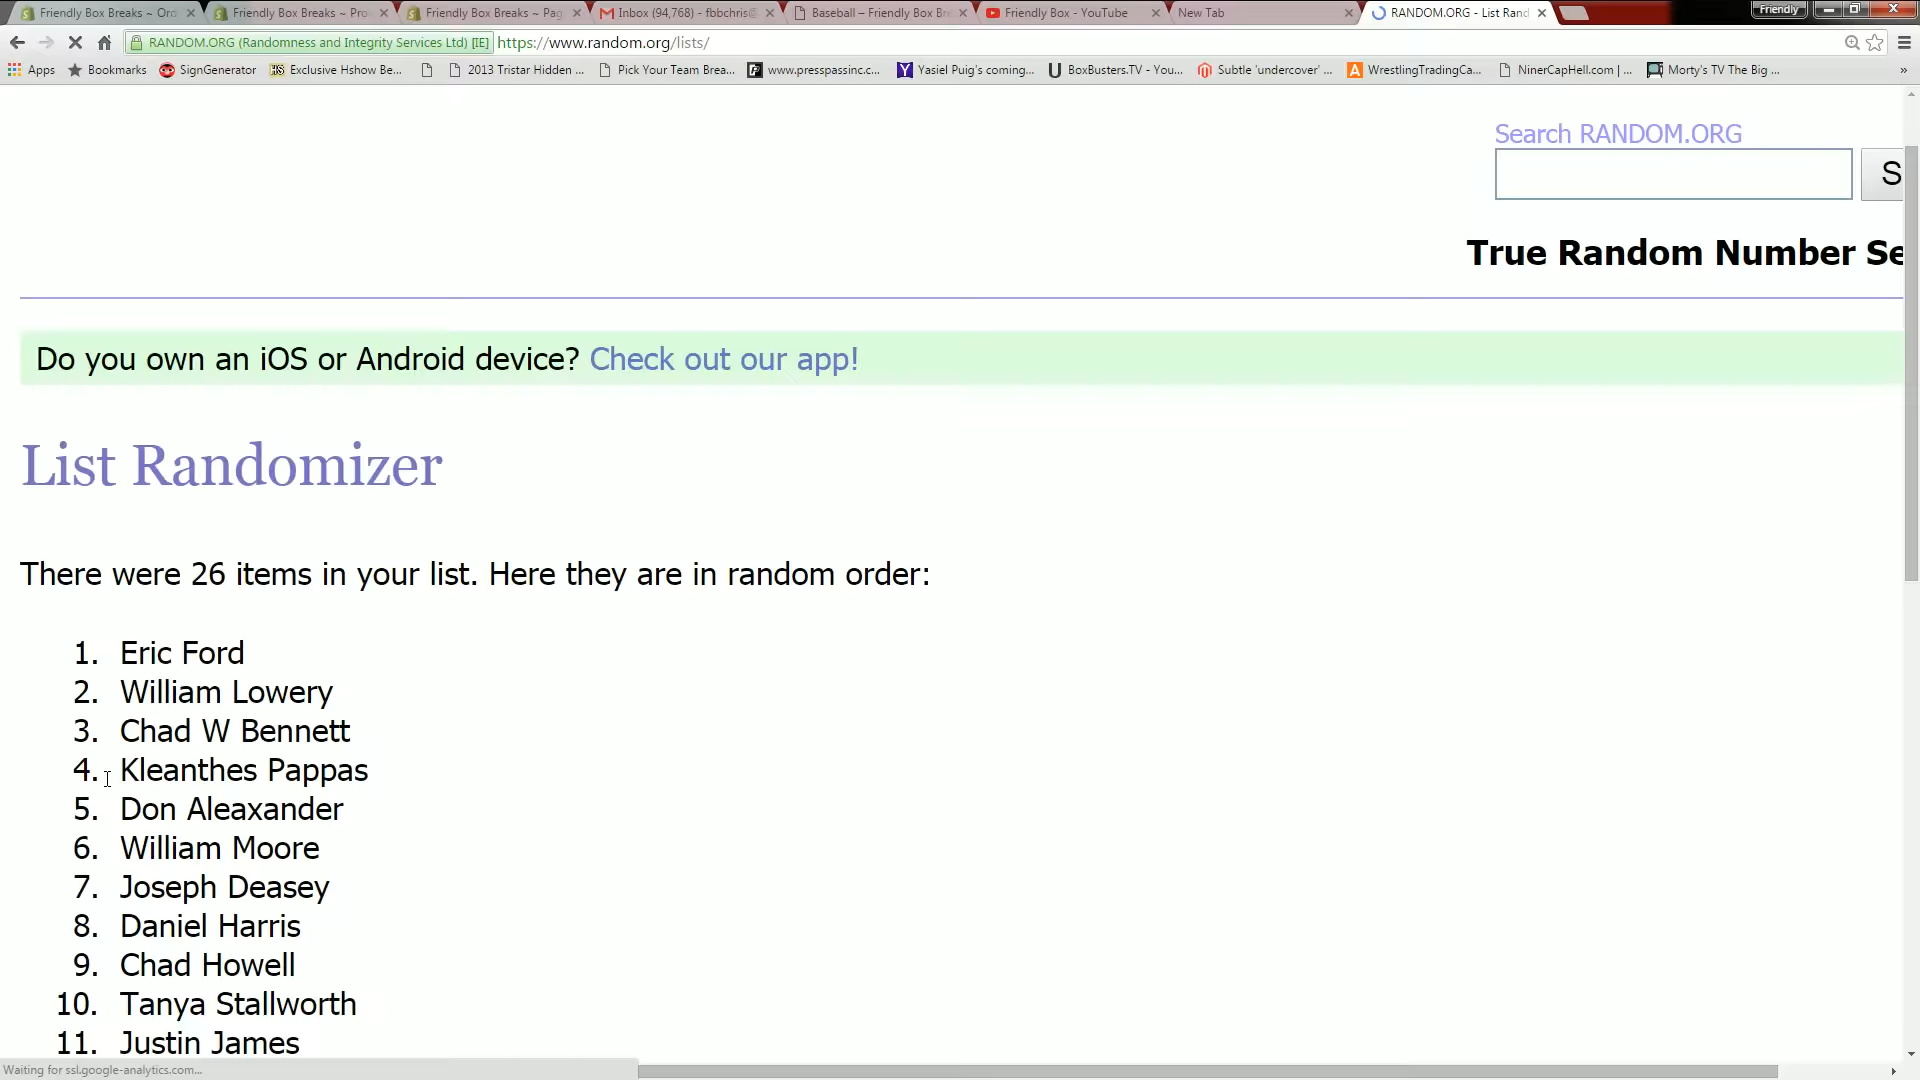 Friendly Box Breaks ~ Ord
Friendly Box Breaks ~ Pro
Friendly Box Breaks ~ Pag
Inbox (94,768) - fbbchris@
Baseball – Friendly Box Br
Friendly Box - YouTube
New Tab
RANDOM.ORG - List Rand
Friendly
RANDOM.ORG (Randomness and Integrity Services Ltd) [IE]
https://www.random.org/lists/
Apps
Bookmarks
SignGenerator
Exclusive Hshow Be...
2013 Tristar Hidden ...
Pick Your Team Brea...
www.presspassinc.c...
Yasiel Puig's coming...
BoxBusters.TV - You...
Subtle 'undercover' ...
WrestlingTradingCa...
NinerCapHell.com | ...
Morty's TV The Big ...
»
Search RANDOM.ORG
S
True Random Number Se
Do you own an iOS or Android device? Check out our app!
List Randomizer
There were 26 items in your list. Here they are in random order:
1. Eric Ford
2. William Lowery
3. Chad W Bennett
4. Kleanthes Pappas
5. Don Aleaxander
6. William Moore
7. Joseph Deasey
8. Daniel Harris
9. Chad Howell
10. Tanya Stallworth
11. Justin James
Waiting for ssl.google-analytics.com...